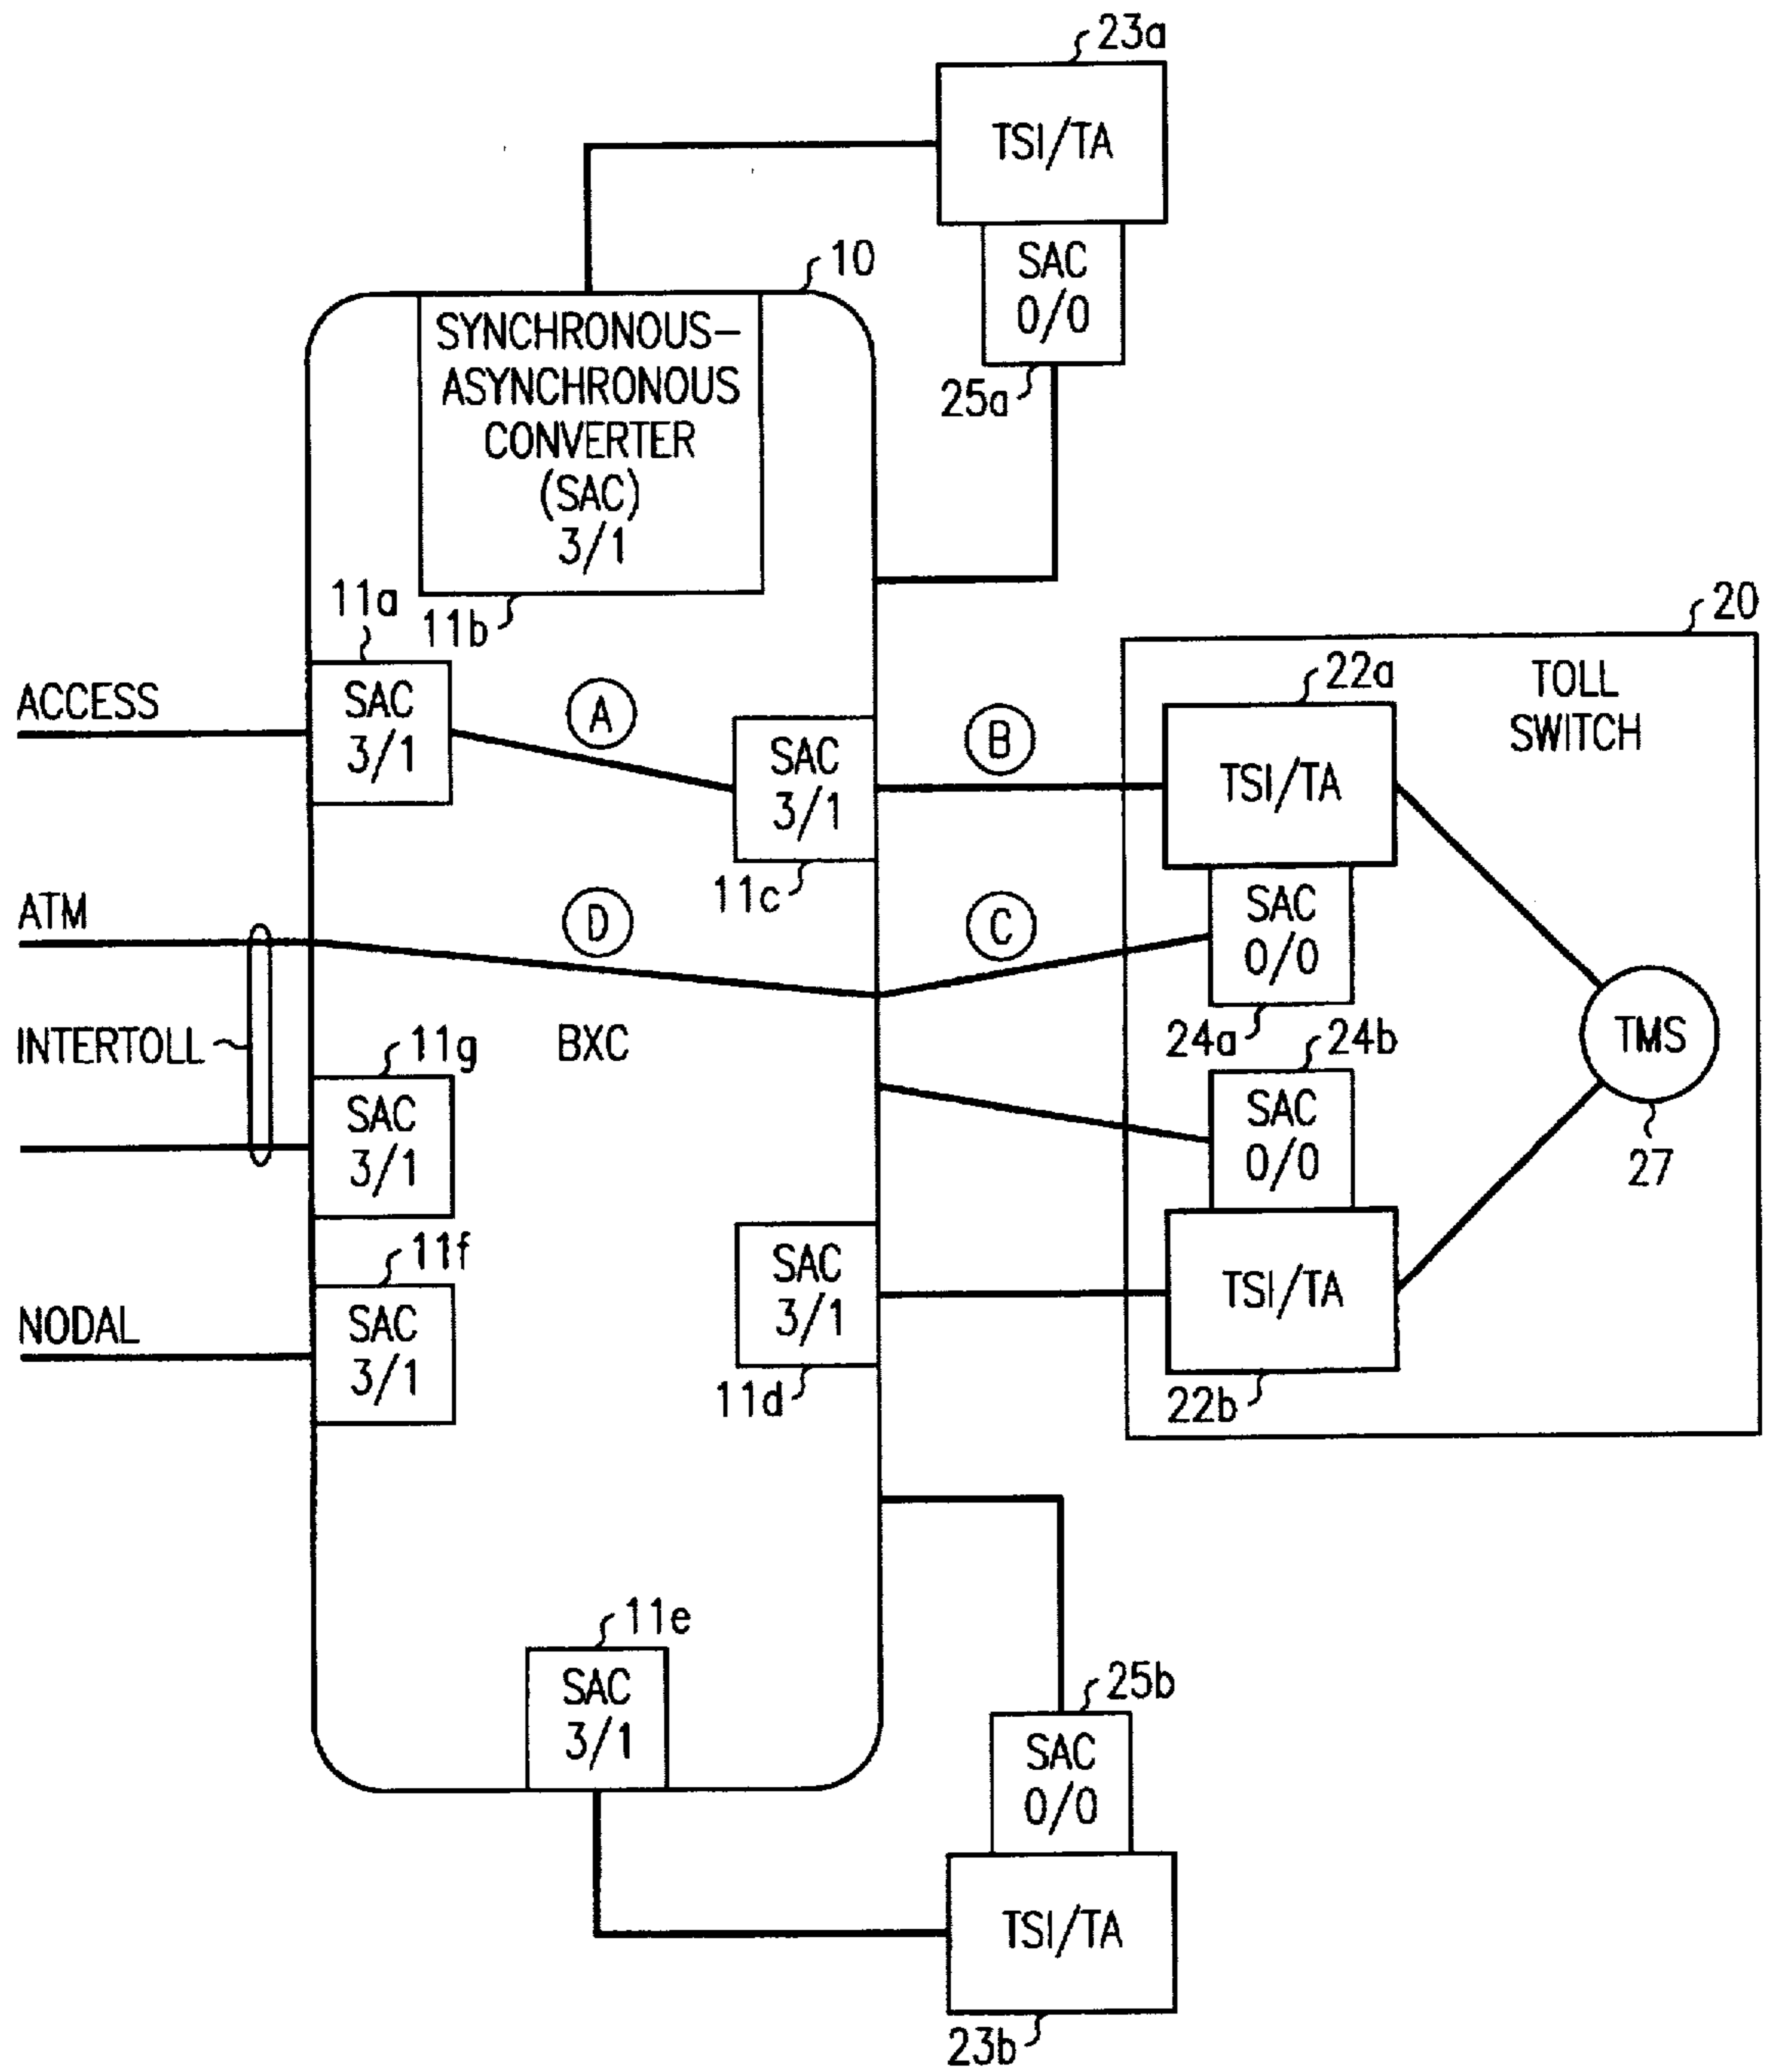 23a
TSI/TA
SAC
0/0
25a
10
SYNCHRONOUS-
ASYNCHRONOUS
CONVERTER
(SAC)
3/1
11b
11a
SAC
3/1
ACCESS
A
SAC
3/1
11c
B
20
TOLL
SWITCH
22a
TSI/TA
SAC
0/0
24a
ATM
D
C
INTERTOLL
11g
SAC
3/1
BXC
24b
SAC
0/0
TMS
27
11f
SAC
3/1
NODAL
SAC
3/1
11d
TSI/TA
22b
11e
SAC
3/1
25b
SAC
0/0
TSI/TA
23b